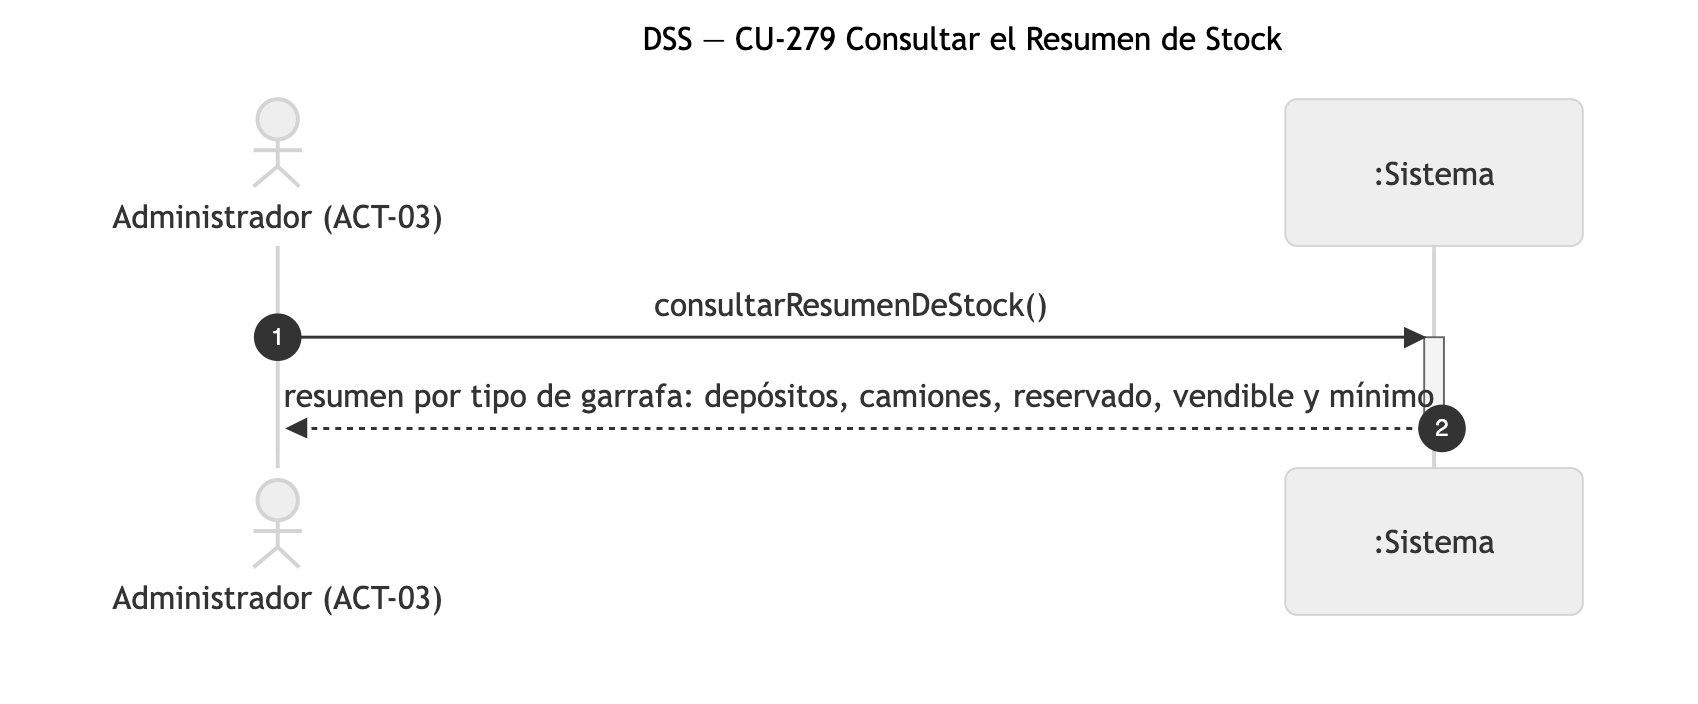 DSS — CU-279 Consultar el Resumen de Stock
Administrador (ACT-03)
:Sistema
consultarResumenDeStock()
1
resumen por tipo de garrafa: depósitos, camiones, reservado, vendible y mínimo
2
Administrador (ACT-03)
:Sistema